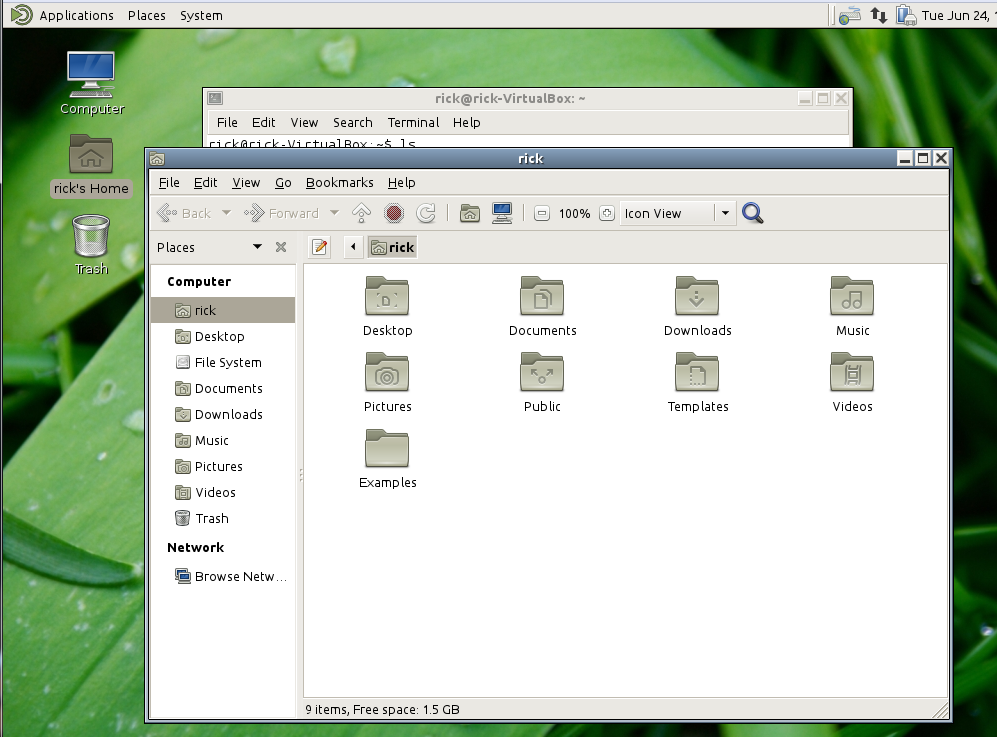 Applications Places System Tue Jun 24,
Computer
rick's Home
Trash
rick@rick-VirtualBox: ~
File Edit View Search Terminal Help
rick@rick-VirtualBox:~$ ls
rick
File Edit View Go Bookmarks Help
Back Forward 100% Icon View
Places rick
Computer
rick
Desktop
File System
Documents
Downloads
Music
Pictures
Videos
Trash
Network
Browse Netw...
Desktop Documents Downloads Music
Pictures Public Templates Videos
Examples
9 items, Free space: 1.5 GB